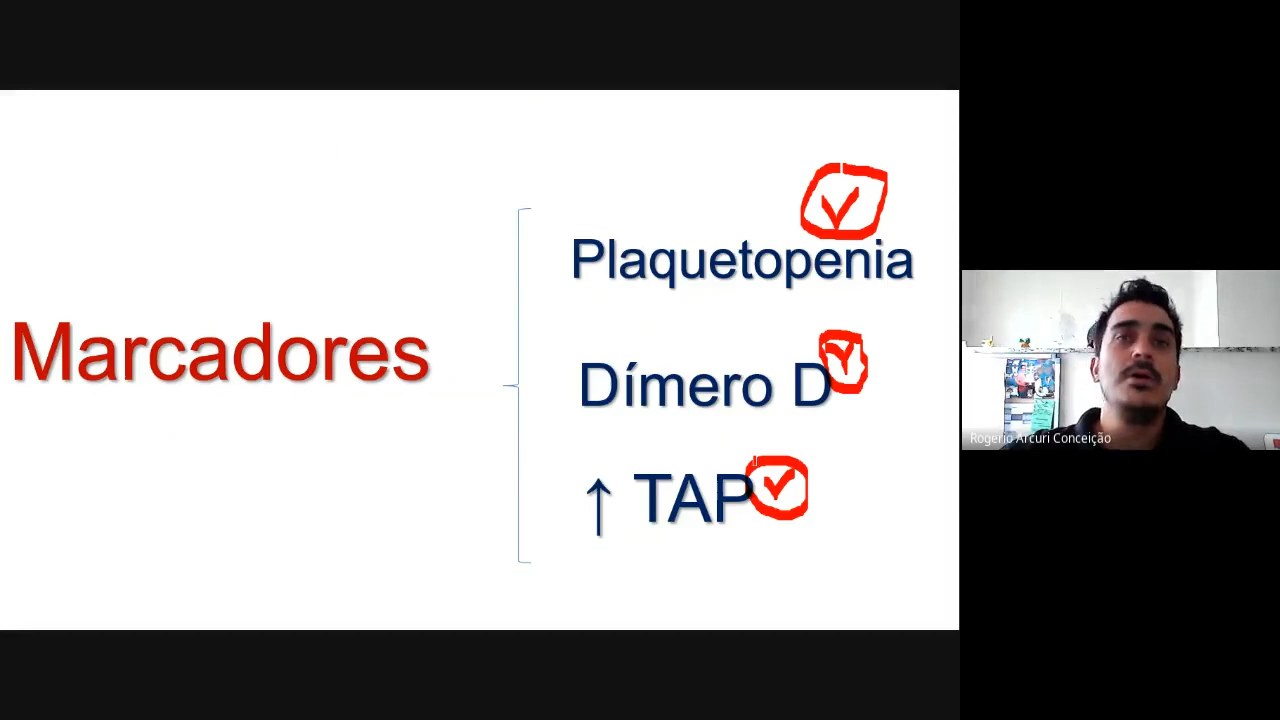 Plaquetopenia
Marcadores
Dímero D
↑ TAP
Rogerio Arcuri Conceição